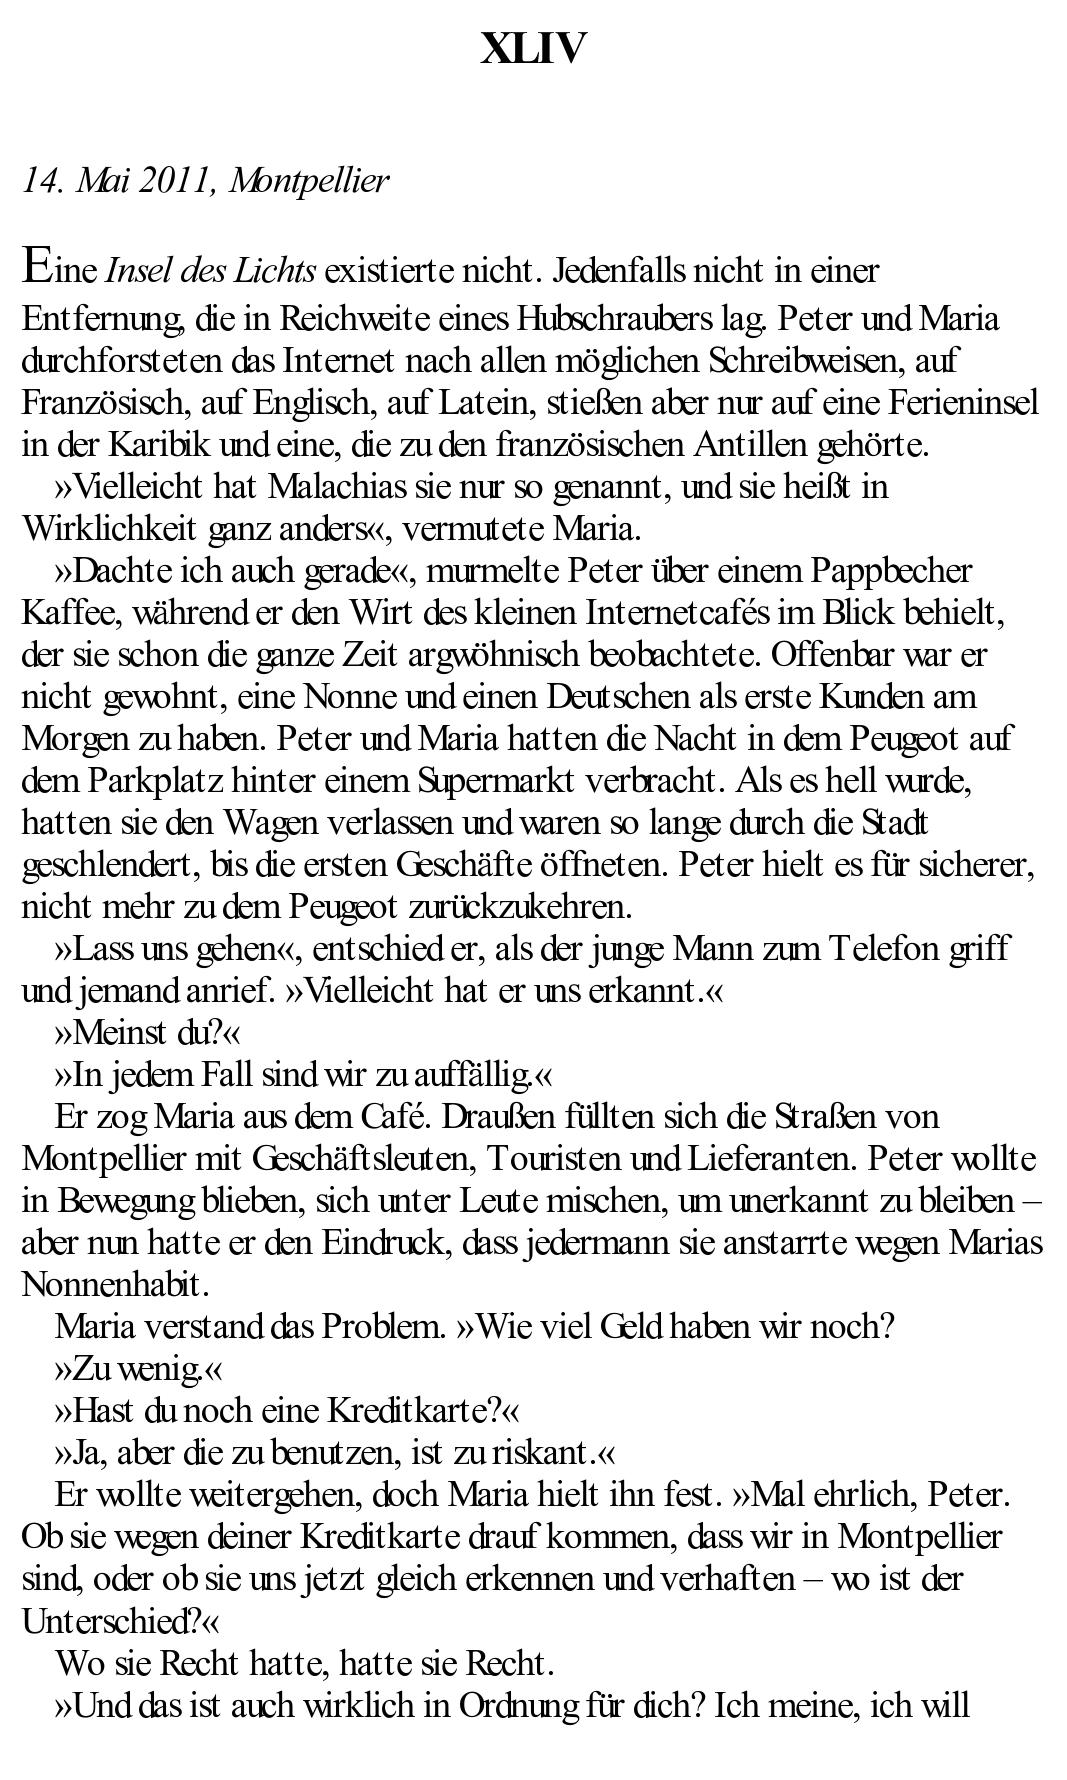 XLIV
14. Mai 2011, Montpellier
Eine Insel des Lichts existierte nicht. Jedenfalls nicht in einer
Entfernung, die in Reichweite eines Hubschraubers lag. Peter und Maria
durchforsteten das Internet nach allen möglichen Schreibweisen, auf
Französisch, auf Englisch, auf Latein, stießen aber nur auf eine Ferieninsel
in der Karibik und eine, die zu den französischen Antillen gehörte.
»Vielleicht hat Malachias sie nur so genannt, und sie heißt in
Wirklichkeit ganz anders«, vermutete Maria.
»Dachte ich auch gerade«, murmelte Peter über einem Pappbecher
Kaffee, während er den Wirt des kleinen Internetcafés im Blick behielt,
der sie schon die ganze Zeit argwöhnisch beobachtete. Offenbar war er
nicht gewohnt, eine Nonne und einen Deutschen als erste Kunden am
Morgen zu haben. Peter und Maria hatten die Nacht in dem Peugeot auf
dem Parkplatz hinter einem Supermarkt verbracht. Als es hell wurde,
hatten sie den Wagen verlassen und waren so lange durch die Stadt
geschlendert, bis die ersten Geschäfte öffneten. Peter hielt es für sicherer,
nicht mehr zu dem Peugeot zurückzukehren.
»Lass uns gehen«, entschied er, als der junge Mann zum Telefon griff
und jemand anrief. »Vielleicht hat er uns erkannt.«
»Meinst du?«
»In jedem Fall sind wir zu auffällig.«
Er zog Maria aus dem Café. Draußen füllten sich die Straßen von
Montpellier mit Geschäftsleuten, Touristen und Lieferanten. Peter wollte
in Bewegung blieben, sich unter Leute mischen, um unerkannt zu bleiben –
aber nun hatte er den Eindruck, dass jedermann sie anstarrte wegen Marias
Nonnenhabit.
Maria verstand das Problem. »Wie viel Geld haben wir noch?
»Zu wenig.«
»Hast du noch eine Kreditkarte?«
»Ja, aber die zu benutzen, ist zu riskant.«
Er wollte weitergehen, doch Maria hielt ihn fest. »Mal ehrlich, Peter.
Ob sie wegen deiner Kreditkarte drauf kommen, dass wir in Montpellier
sind, oder ob sie uns jetzt gleich erkennen und verhaften – wo ist der
Unterschied?«
Wo sie Recht hatte, hatte sie Recht.
»Und das ist auch wirklich in Ordnung für dich? Ich meine, ich will